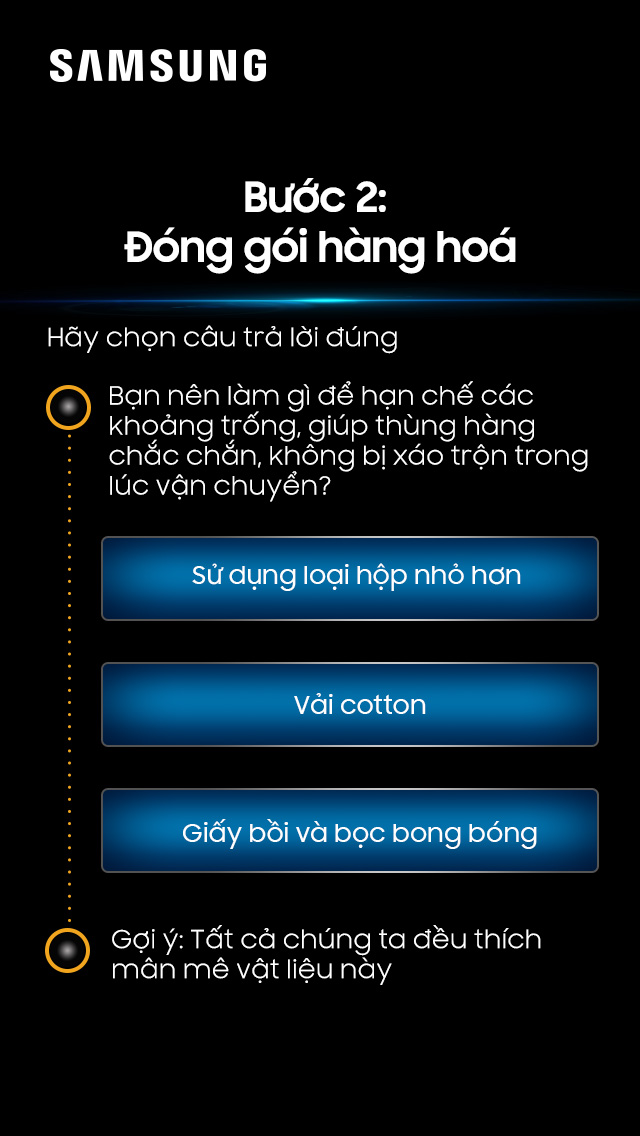 SAMSUNG
Bước 2:
Đóng gói hàng hoá
Hãy chọn câu trả lời đúng
Bạn nên làm gì để hạn chế các
khoảng trống, giúp thùng hàng
chắc chắn, không bị xáo trộn trong
lúc vận chuyển?
Sử dụng loại hộp nhỏ hơn
Vải cotton
Giấy bồi và bọc bong bóng
Gợi ý: Tất cả chúng ta đều thích
mân mê vật liệu này